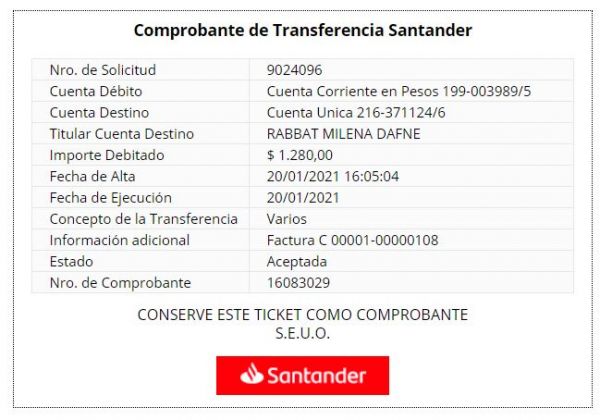 Comprobante de Transferencia Santander
Nro. de Solicitud 9024096
Cuenta Débito Cuenta Corriente en Pesos 199-003989/5
Cuenta Destino Cuenta Unica 216-371124/6
Titular Cuenta Destino RABBAT MILENA DAFNE
Importe Debitado $ 1.280,00
Fecha de Alta 20/01/2021 16:05:04
Fecha de Ejecución 20/01/2021
Concepto de la Transferencia Varios
Información adicional Factura C 00001-00000108
Estado Aceptada
Nro. de Comprobante 16083029
CONSERVE ESTE TICKET COMO COMPROBANTE
S.E.U.O.
Santander